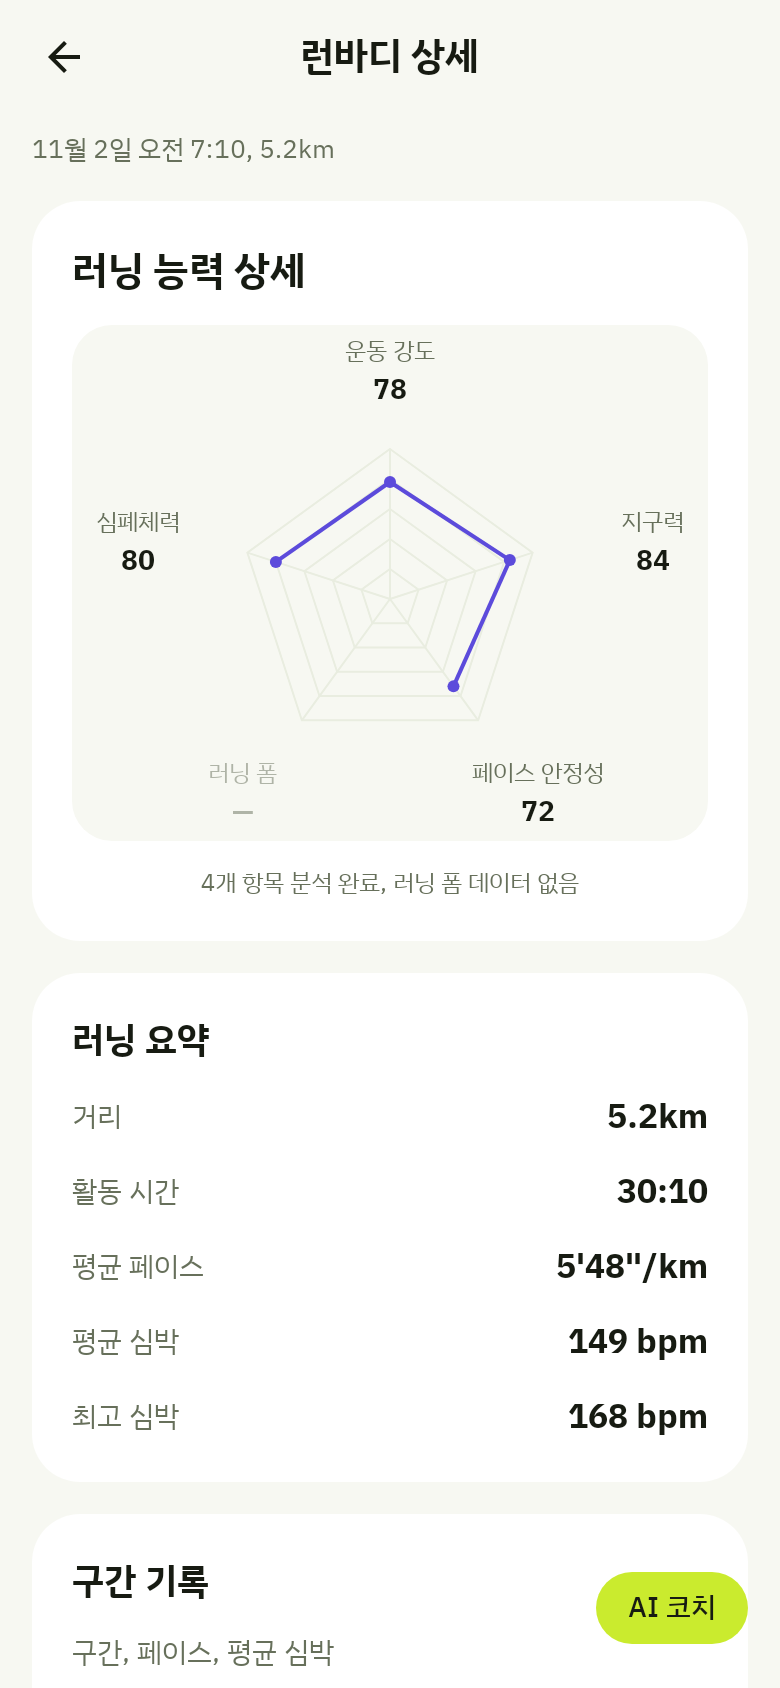 런바디 상세
11월 2일 오전 7:10, 5.2km
러닝 능력 상세
운동 강도
78
심폐체력
80
지구력
84
러닝 폼
—
페이스 안정성
72
4개 항목 분석 완료, 러닝 폼 데이터 없음
러닝 요약
거리 5.2km
활동 시간 30:10
평균 페이스 5'48"/km
평균 심박 149 bpm
최고 심박 168 bpm
구간 기록
AI 코치
구간, 페이스, 평균 심박